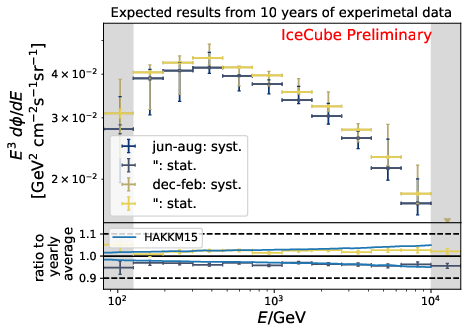 Expected results from 10 years of experimetal data
IceCube Preliminary
E³ dϕ/dE
[GeV² cm⁻²s⁻¹sr⁻¹]
4 × 10⁻²
3 × 10⁻²
2 × 10⁻²
jun-aug: syst.
": stat.
dec-feb: syst.
": stat.
ratio to
yearly
average
1.1
1.0
0.9
HAKKM15
10²
10³
10⁴
E/GeV